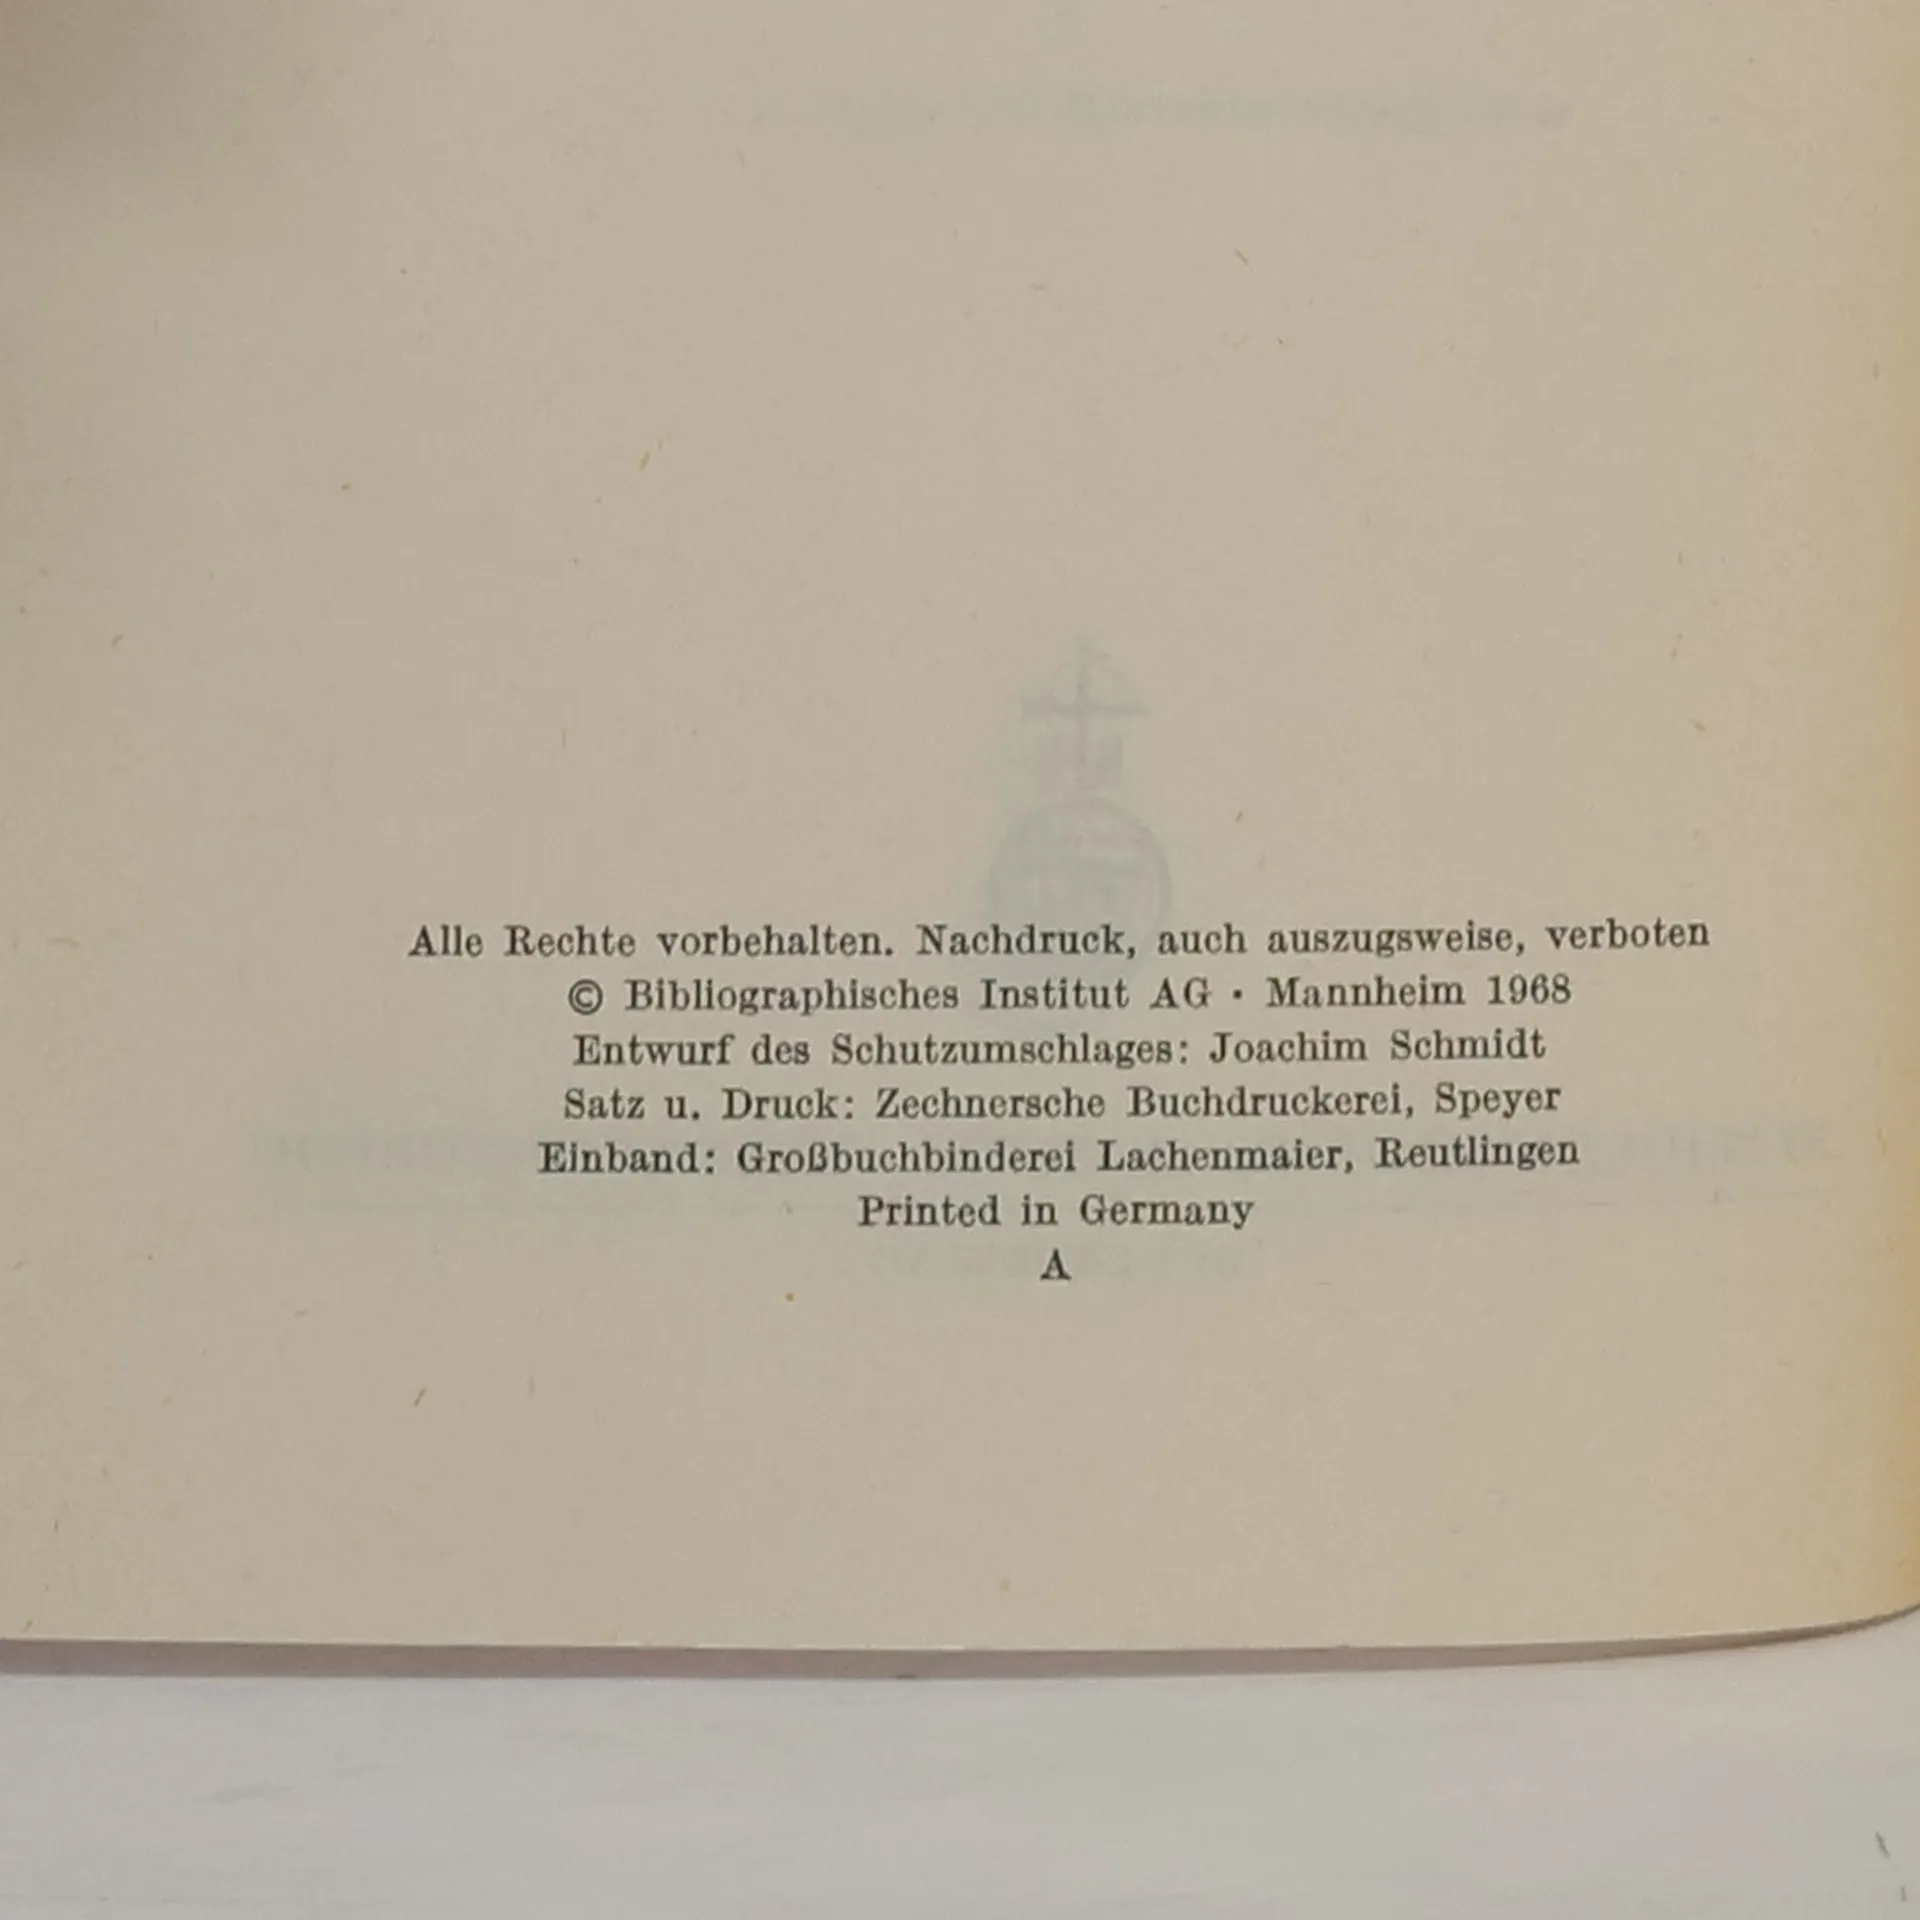 Alle Rechte vorbehalten. Nachdruck, auch auszugsweise, verboten
© Bibliographisches Institut AG · Mannheim 1968
Entwurf des Schutzumschlages: Joachim Schmidt
Satz u. Druck: Zechnersche Buchdruckerei, Speyer
Einband: Großbuchbinderei Lachenmaier, Reutlingen
Printed in Germany
A